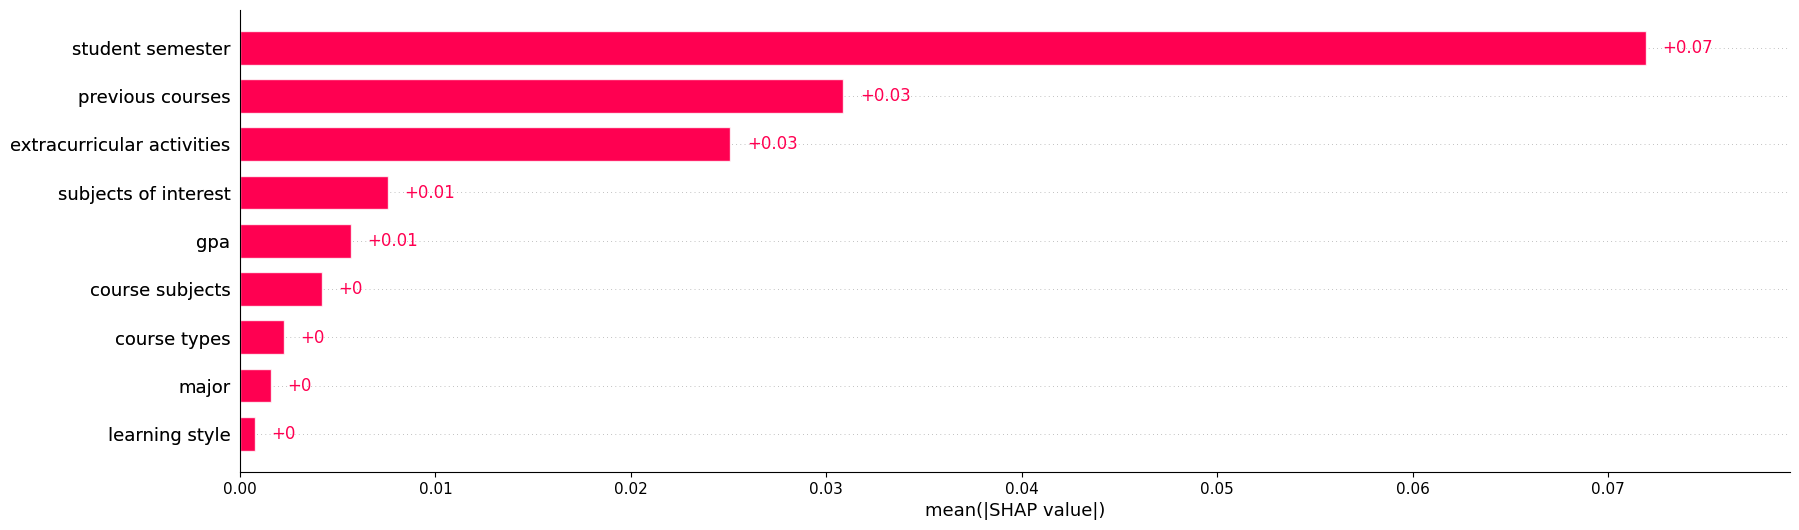 student semester +0.07
previous courses +0.03
extracurricular activities +0.03
subjects of interest +0.01
gpa +0.01
course subjects +0
course types +0
major +0
learning style +0
0.00 0.01 0.02 0.03 0.04 0.05 0.06 0.07
mean(|SHAP value|)